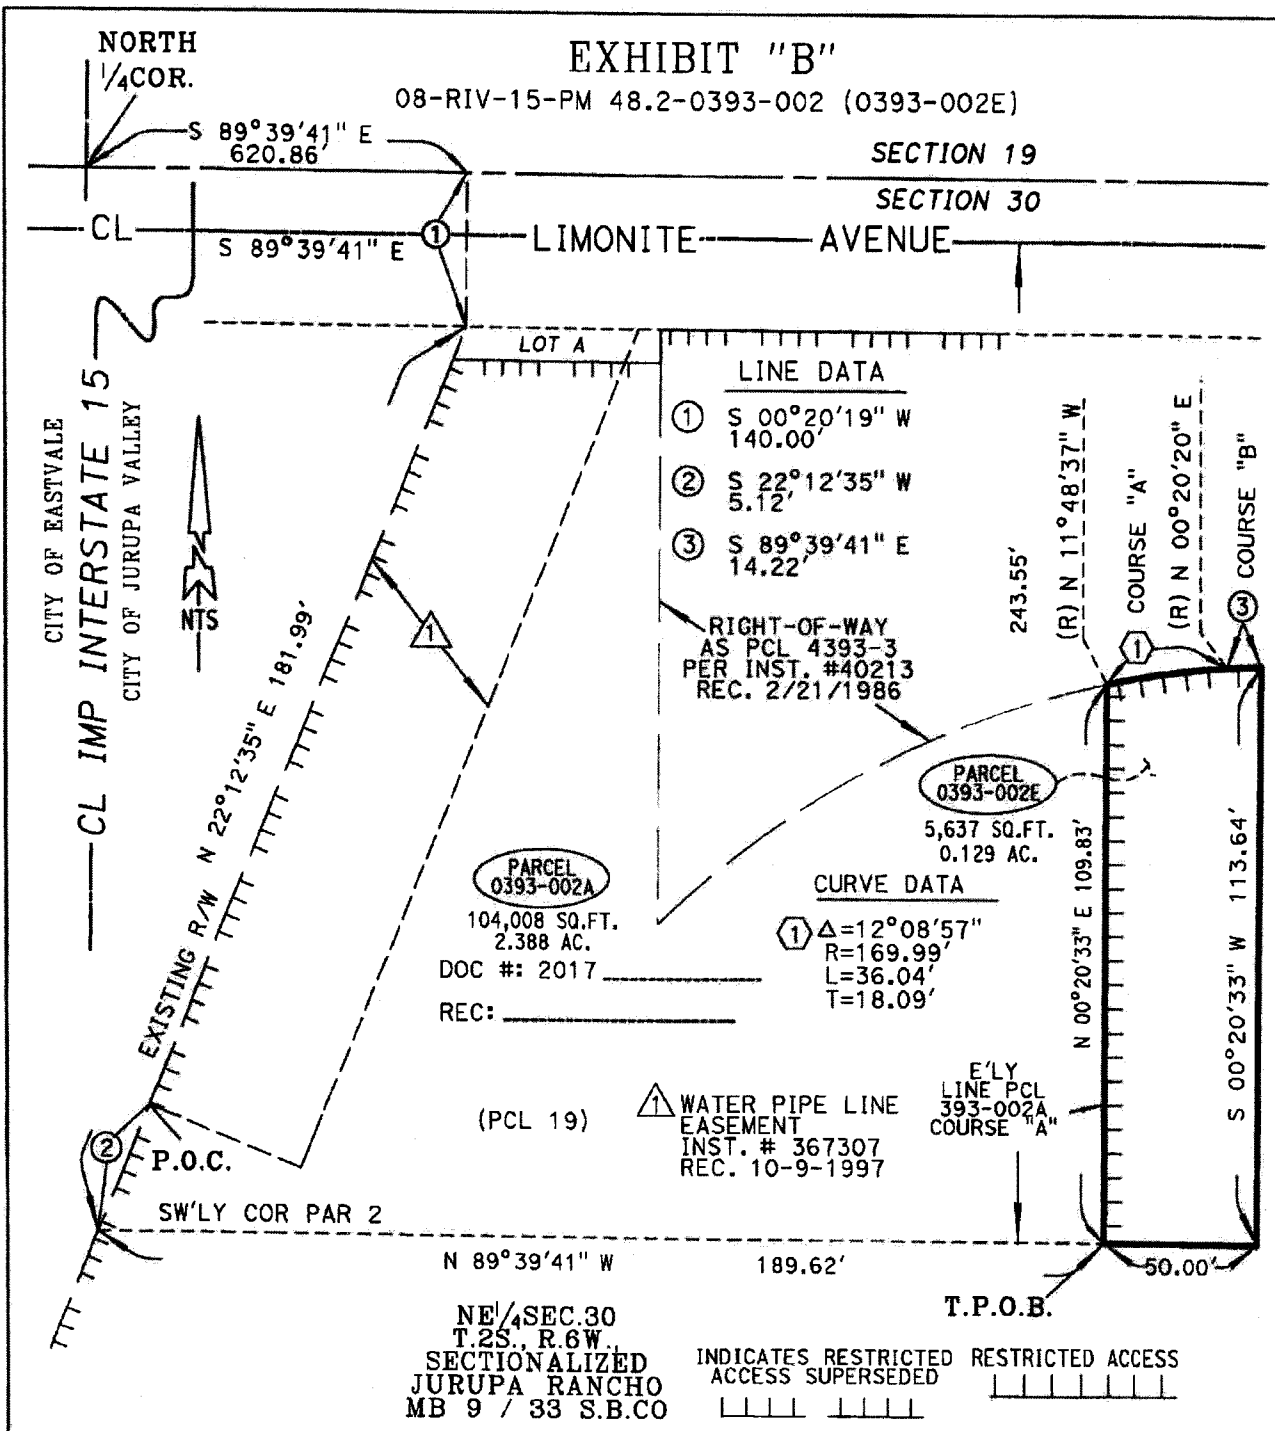 EXHIBIT "B"
08-RIV-15-PM 48.2-0393-002 (0393-002E)
NORTH
1/4 COR.
S 89°39'41" E
620.86'
SECTION 19
SECTION 30
CL
S 89°39'41" E
1
LIMONITE
AVENUE
LOT A
CITY OF EASTVALE
CL IMP INTERSTATE 15
CITY OF JURUPA VALLEY
N
NTS
LINE DATA
1 S 00°20'19" W
140.00'
2 S 22°12'35" W
5.12'
3 S 89°39'41" E
14.22'
243.55'
(R) N 11°48'37" W
COURSE "A"
(R) N 00°20'20" E
COURSE "B"
3
1
1
RIGHT-OF-WAY
AS PCL 4393-3
PER INST. #40213
REC. 2/21/1986
EXISTING R/W N 22°12'35" E 181.99'
PARCEL
0393-002E
5,637 SQ.FT.
0.129 AC.
PARCEL
0393-002A
104,008 SQ.FT.
2.388 AC.
DOC #: 2017
REC:
CURVE DATA
1 Δ=12°08'57"
R=169.99'
L=36.04'
T=18.09'
N 00°20'33" E 109.83'
S 00°20'33" W 113.64'
E'LY
LINE PCL
393-002A
COURSE "A"
(PCL 19)
1 WATER PIPE LINE
EASEMENT
INST. # 367307
REC. 10-9-1997
2
P.O.C.
SW'LY COR PAR 2
N 89°39'41" W 189.62'
50.00'
T.P.O.B.
NE 1/4 SEC.30
T.2S., R.6W.,
SECTIONALIZED
JURUPA RANCHO
MB 9 / 33 S.B.CO
INDICATES RESTRICTED
ACCESS SUPERSEDED
RESTRICTED ACCESS